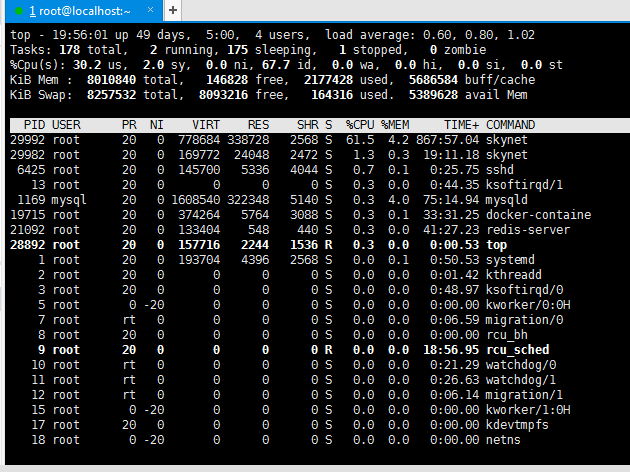 1 root@localhost:~ × +
top - 19:56:01 up 49 days,  5:00,  4 users,  load average: 0.60, 0.80, 1.02
Tasks: 178 total,   2 running, 175 sleeping,   1 stopped,   0 zombie
%Cpu(s): 30.2 us,  2.0 sy,  0.0 ni, 67.7 id,  0.0 wa,  0.0 hi,  0.0 si,  0.0 st
KiB Mem :  8010840 total,   146828 free,  2177428 used,  5686584 buff/cache
KiB Swap:  8257532 total,  8093216 free,   164316 used.  5389628 avail Mem
PID USER      PR  NI    VIRT    RES    SHR S  %CPU %MEM     TIME+ COMMAND
29992 root      20   0  778684 338728   2568 S  61.5  4.2 867:57.04 skynet
29982 root      20   0  169772  24048   2472 S   1.3  0.3  19:11.18 skynet
6425 root      20   0  145700   5336   4044 S   0.7  0.1   0:25.75 sshd
13 root      20   0       0      0      0 S   0.3  0.0   0:44.35 ksoftirqd/1
1169 mysql     20   0 1608540 322348   5140 S   0.3  4.0  75:14.94 mysqld
19715 root      20   0  374264   5764   3088 S   0.3  0.1  33:31.25 docker-containe
21092 root      20   0  133404    548    440 S   0.3  0.0  41:27.23 redis-server
28892 root      20   0  157716   2244   1536 R   0.3  0.0   0:00.53 top
1 root      20   0  193704   4396   2568 S   0.0  0.1   0:50.53 systemd
2 root      20   0       0      0      0 S   0.0  0.0   0:01.42 kthreadd
3 root      20   0       0      0      0 S   0.0  0.0   0:48.97 ksoftirqd/0
5 root       0 -20       0      0      0 S   0.0  0.0   0:00.00 kworker/0:0H
7 root      rt   0       0      0      0 S   0.0  0.0   0:06.59 migration/0
8 root      20   0       0      0      0 S   0.0  0.0   0:00.00 rcu_bh
9 root      20   0       0      0      0 R   0.0  0.0  18:56.95 rcu_sched
10 root      rt   0       0      0      0 S   0.0  0.0   0:21.29 watchdog/0
11 root      rt   0       0      0      0 S   0.0  0.0   0:26.63 watchdog/1
12 root      rt   0       0      0      0 S   0.0  0.0   0:06.14 migration/1
15 root       0 -20       0      0      0 S   0.0  0.0   0:00.00 kworker/1:0H
17 root      20   0       0      0      0 S   0.0  0.0   0:00.00 kdevtmpfs
18 root       0 -20       0      0      0 S   0.0  0.0   0:00.00 netns